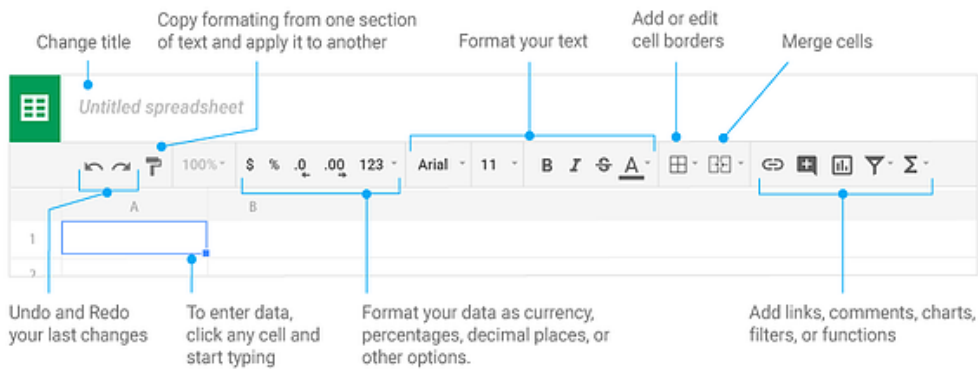 Change title
Copy formating from one section
of text and apply it to another
Format your text
Add or edit
cell borders
Merge cells
Untitled spreadsheet
100% $ % .0 .00 123 Arial 11 B I S A Σ
A B
1
2
Undo and Redo
your last changes
To enter data,
click any cell and
start typing
Format your data as currency,
percentages, decimal places, or
other options.
Add links, comments, charts,
filters, or functions